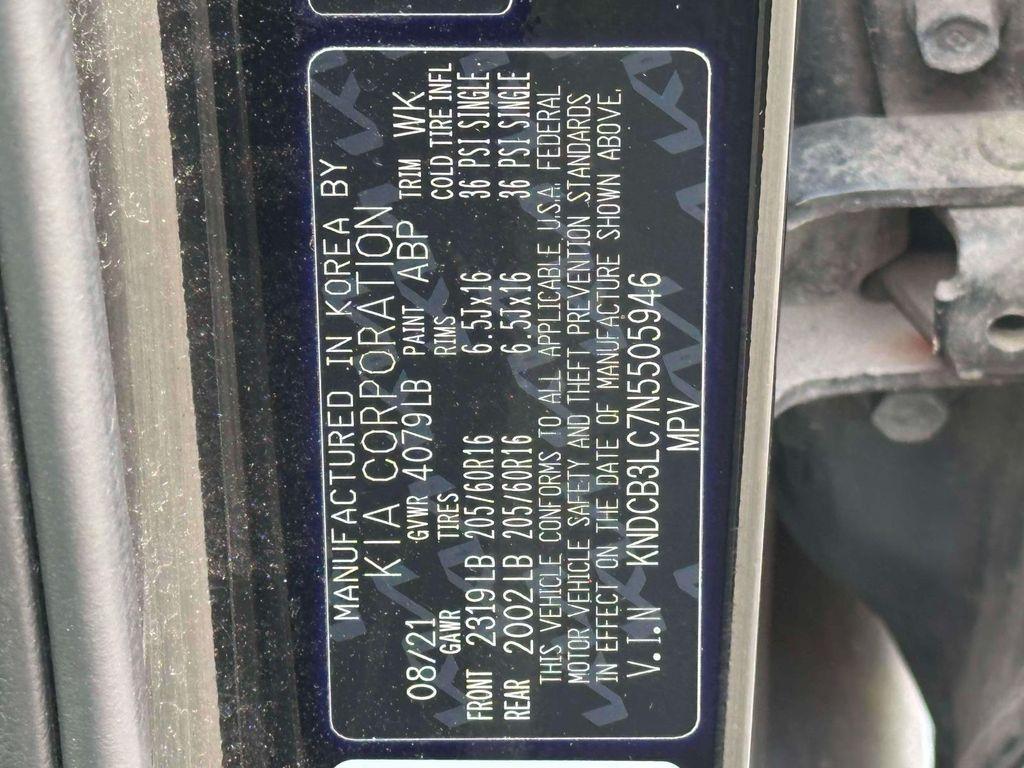 MANUFACTURED IN KOREA BY
KIA CORPORATION
08/21 GVWR 4079LB PAINT ABP TRIM WK
GAWR TIRES RIMS COLD TIRE INFL
FRONT 2319LB 205/60R16 6.5Jx16 36 PSI SINGLE
REAR 2002LB 205/60R16 6.5Jx16 36 PSI SINGLE
THIS VEHICLE CONFORMS TO ALL APPLICABLE U.S.A. FEDERAL
MOTOR VEHICLE SAFETY AND THEFT PREVENTION STANDARDS
IN EFFECT ON THE DATE OF MANUFACTURE SHOWN ABOVE.
V.I.N KNDCB3LC7N5505946
MPV